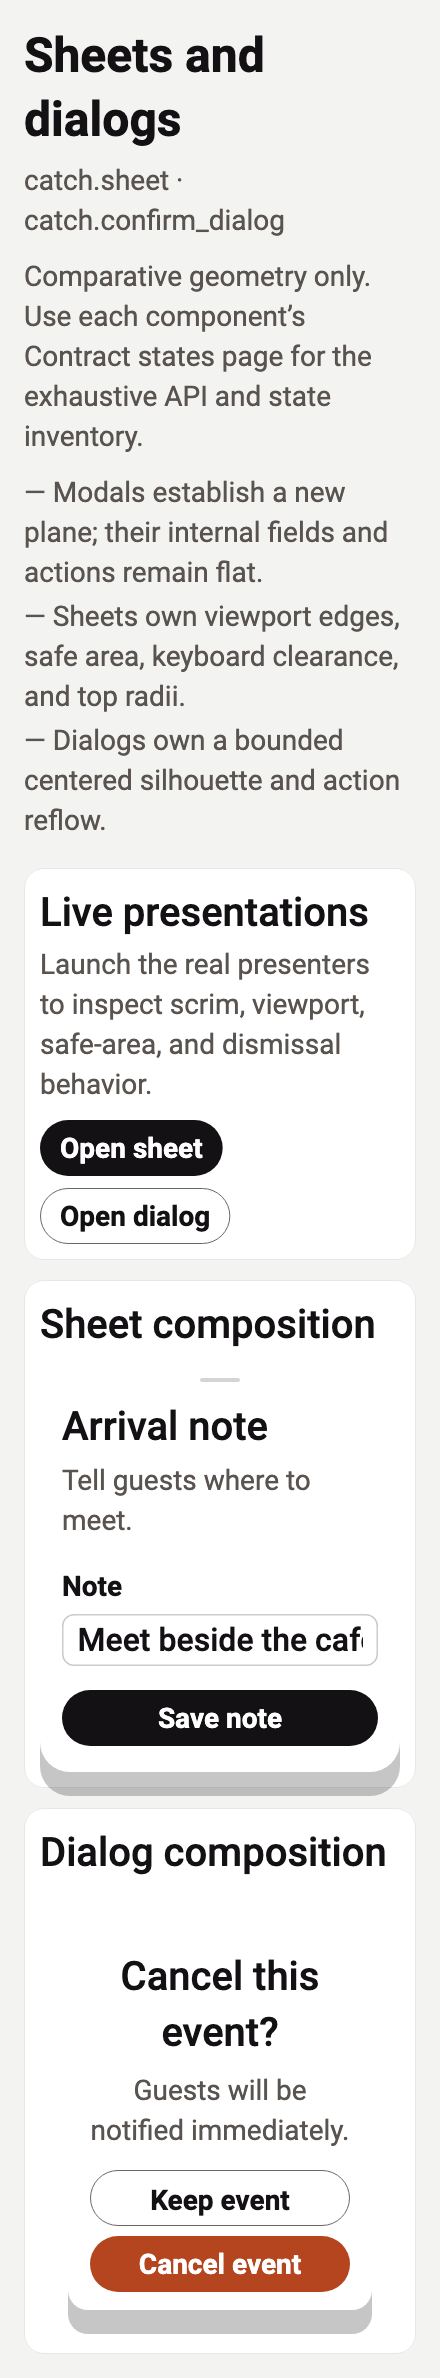 Sheets and
dialogs
catch.sheet ·
catch.confirm_dialog
Comparative geometry only.
Use each component’s
Contract states page for the
exhaustive API and state
inventory.
— Modals establish a new
plane; their internal fields and
actions remain flat.
— Sheets own viewport edges,
safe area, keyboard clearance,
and top radii.
— Dialogs own a bounded
centered silhouette and action
reflow.
Live presentations
Launch the real presenters
to inspect scrim, viewport,
safe-area, and dismissal
behavior.
Open sheet
Open dialog
Sheet composition
Arrival note
Tell guests where to
meet.
Note
Meet beside the
Save note
Dialog composition
Cancel this
event?
Guests will be
notified immediately.
Keep event
Cancel event